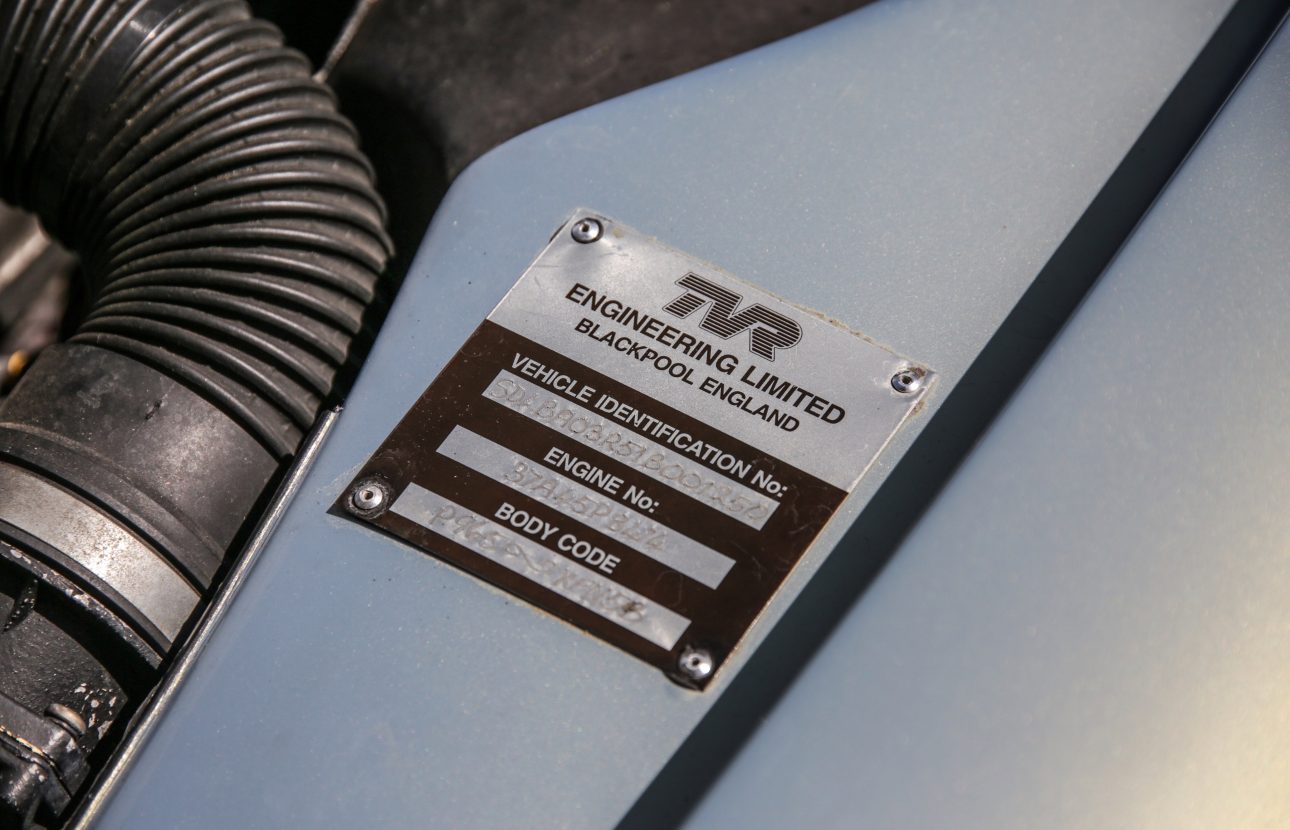 TVR
ENGINEERING LIMITED
BLACKPOOL ENGLAND
VEHICLE IDENTIFICATION No:
ENGINE No:
BODY CODE